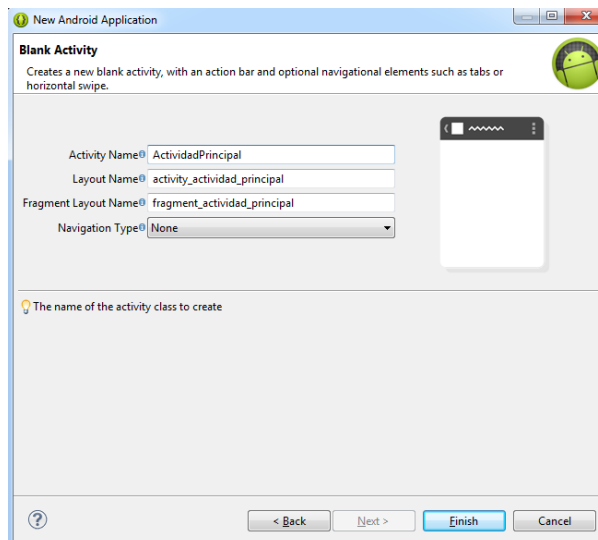 New Android Application
Blank Activity
Creates a new blank activity, with an action bar and optional navigational elements such as tabs or
horizontal swipe.
Activity Name ActividadPrincipal
Layout Name activity_actividad_principal
Fragment Layout Name fragment_actividad_principal
Navigation Type None
The name of the activity class to create
< Back Next > Finish Cancel